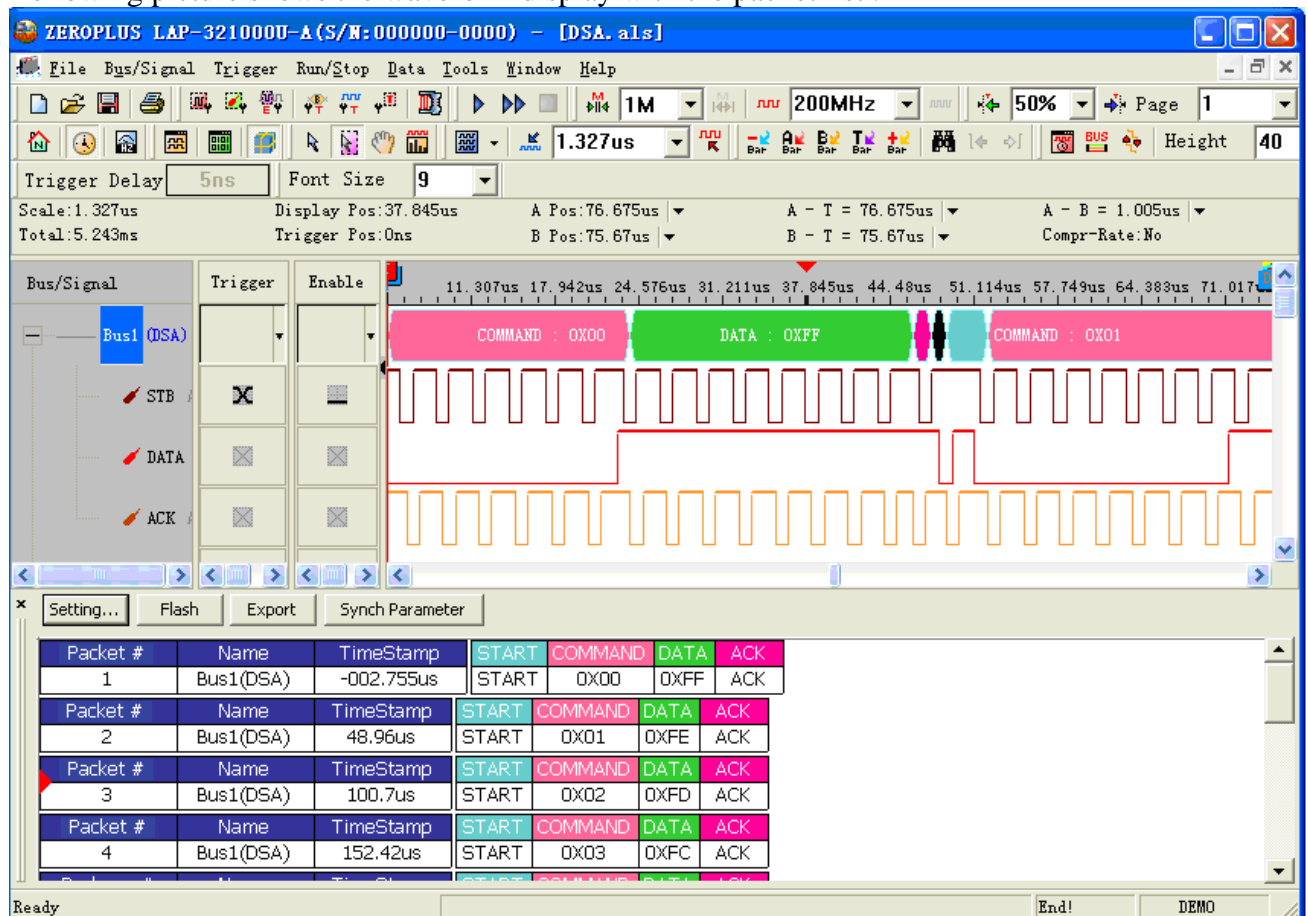 ZEROPLUS LAP-321000U-A(S/N:000000-0000) - [DSA.als]
File Bus/Signal Trigger Run/Stop Data Tools Window Help
1M 200MHz 50% Page 1
1.327us Bar Bar Bar Bar Bar BUS Height 40
Trigger Delay 5ns Font Size 9
Scale:1.327us Display Pos:37.845us A Pos:76.675us A - T = 76.675us A - B = 1.005us
Total:5.243ms Trigger Pos:0ns B Pos:75.67us B - T = 75.67us Compr-Rate:No
Bus/Signal Trigger Enable 11.307us 17.942us 24.576us 31.211us 37.845us 44.48us 51.114us 57.749us 64.383us 71.017
Bus1 (DSA) COMMAND : 0X00 DATA : 0XFF COMMAND : 0X01
STB
DATA
ACK
Setting... Flash Export Synch Parameter
Packet # Name TimeStamp START COMMAND DATA ACK
1 Bus1(DSA) -002.755us START 0X00 0XFF ACK
Packet # Name TimeStamp START COMMAND DATA ACK
2 Bus1(DSA) 48.96us START 0X01 0XFE ACK
Packet # Name TimeStamp START COMMAND DATA ACK
3 Bus1(DSA) 100.7us START 0X02 0XFD ACK
Packet # Name TimeStamp START COMMAND DATA ACK
4 Bus1(DSA) 152.42us START 0X03 0XFC ACK
Ready End! DEMO